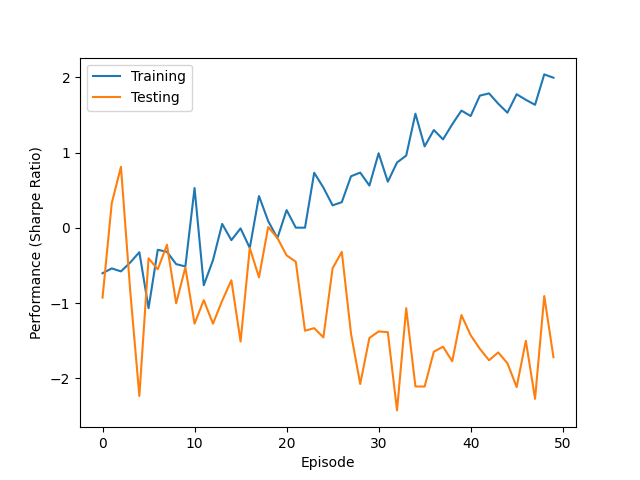 Training
Testing
2
1
0
−1
−2
Performance (Sharpe Ratio)
0 10 20 30 40 50
Episode